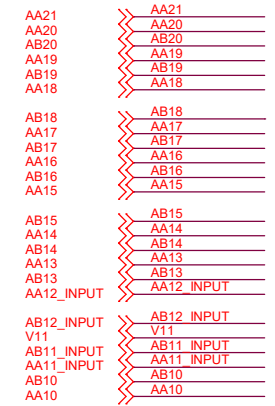 AA21 AA21
AA20 AA20
AB20 AB20
AA19 AA19
AB19 AB19
AA18 AA18
AB18 AB18
AA17 AA17
AB17 AB17
AA16 AA16
AB16 AB16
AA15 AA15
AB15 AB15
AA14 AA14
AB14 AB14
AA13 AA13
AB13 AB13
AA12_INPUT AA12_INPUT
AB12_INPUT AB12_INPUT
V11 V11
AB11_INPUT AB11_INPUT
AA11_INPUT AA11_INPUT
AB10 AB10
AA10 AA10